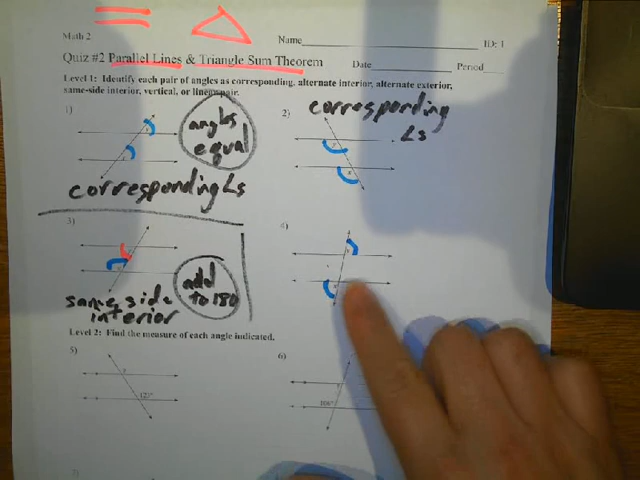 Math 2
Name
ID: 1
Quiz #2 Parallel Lines & Triangle Sum Theorem
Date
Period
Level 1: Identify each pair of angles as corresponding, alternate interior, alternate exterior,
same-side interior, vertical, or linear pair.
1)
angles
equal
corresponding ∠s
2)
corresponding
∠s
3)
add
to 180
same side
interior
4)
Level 2: Find the measure of each angle indicated.
5)
6)